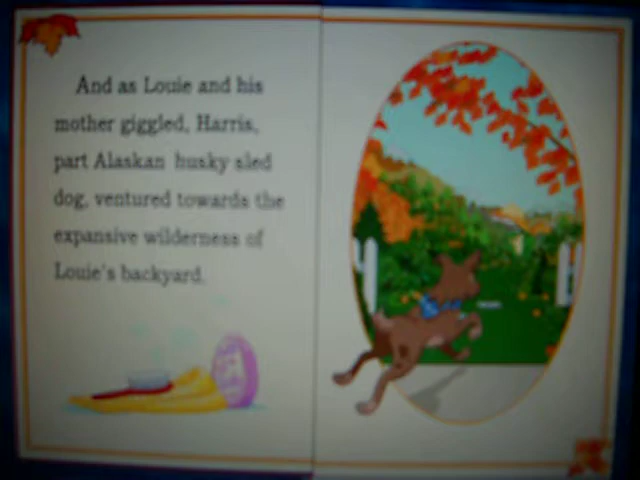 And as Louie and his
mother giggled, Harris,
part Alaskan husky sled
dog, ventured towards the
expansive wilderness of
Louie's backyard.